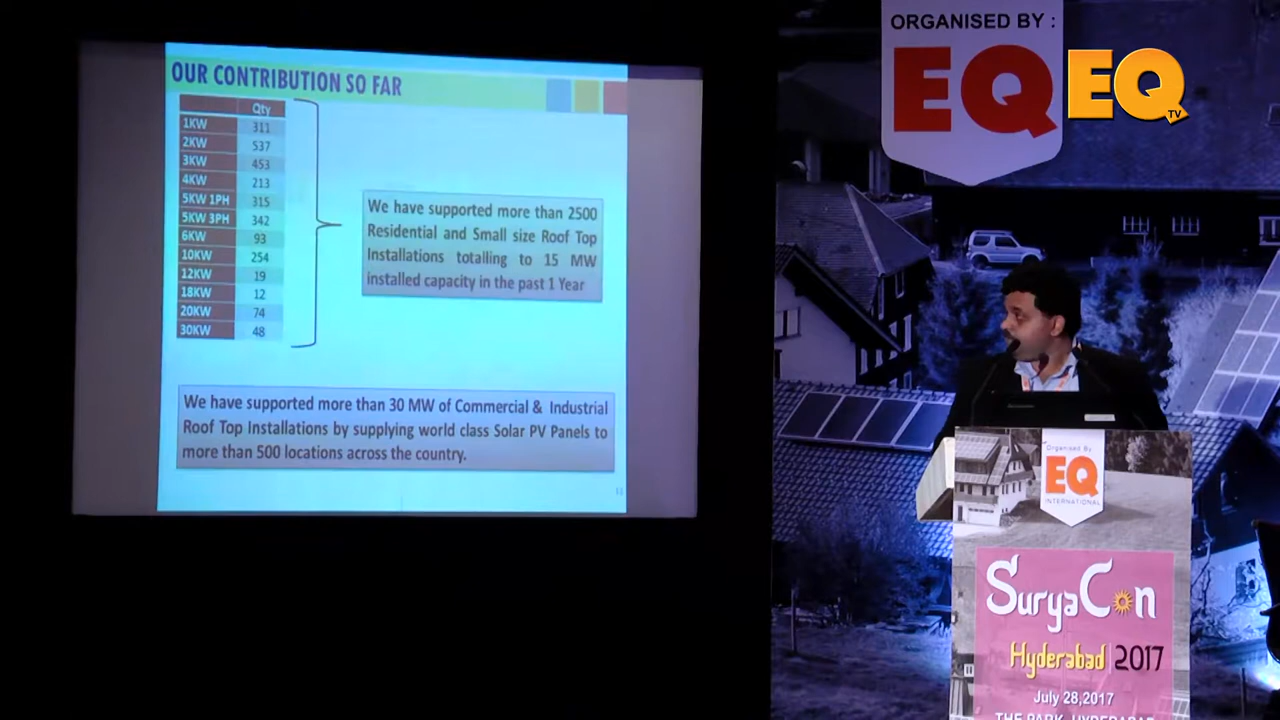 OUR CONTRIBUTION SO FAR
Qty
1KW 311
2KW 537
3KW 453
4KW 213
5KW 1PH 315
5KW 3PH 342
6KW 93
10KW 254
12KW 19
18KW 12
20KW 74
30KW 48
We have supported more than 2500
Residential and Small size Roof Top
Installations totalling to 15 MW
installed capacity in the past 1 Year
We have supported more than 30 MW of Commercial & Industrial
Roof Top Installations by supplying world class Solar PV Panels to
more than 500 locations across the country.
ORGANISED BY :
EQ
EQ
TV
Organised By
EQ
INTERNATIONAL
SuryaCon
Hyderabad 2017
July 28,2017
THE PARK, HYDERABAD